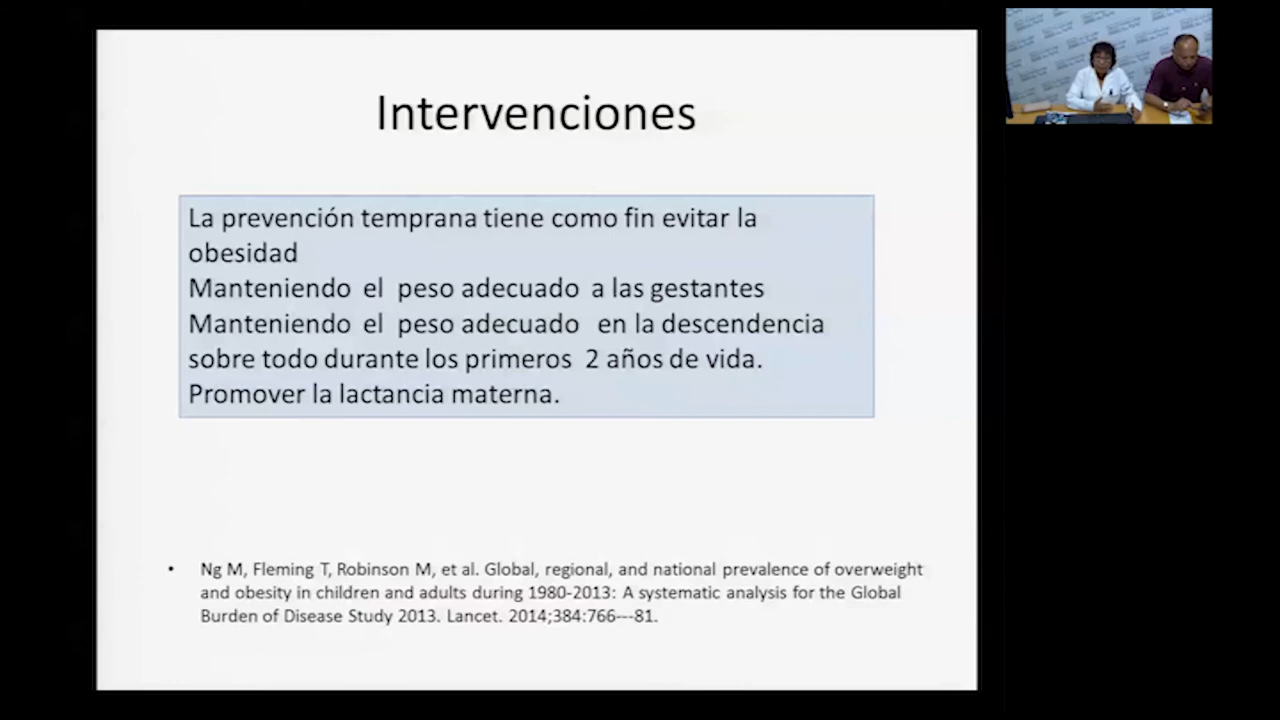 Intervenciones
La prevención temprana tiene como fin evitar la
obesidad
Manteniendo el peso adecuado a las gestantes
Manteniendo el peso adecuado en la descendencia
sobre todo durante los primeros 2 años de vida.
Promover la lactancia materna.
• Ng M, Fleming T, Robinson M, et al. Global, regional, and national prevalence of overweight
and obesity in children and adults during 1980-2013: A systematic analysis for the Global
Burden of Disease Study 2013. Lancet. 2014;384:766---81.